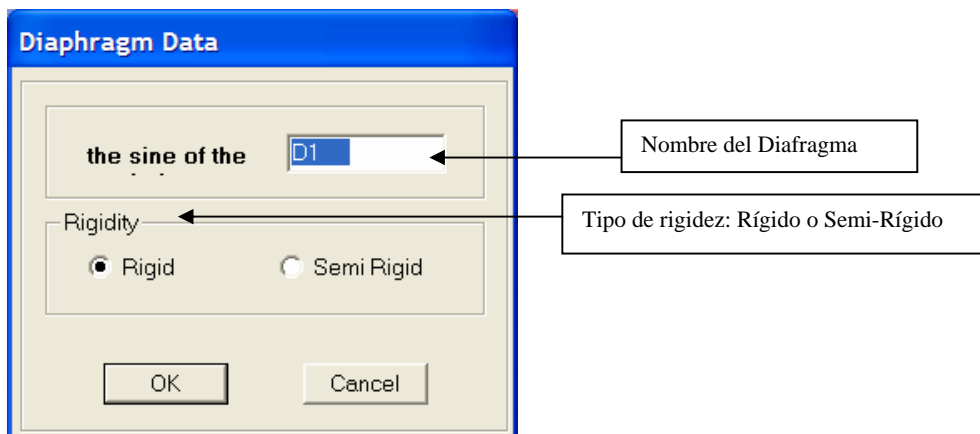 Diaphragm Data
the sine of the
D1
Nombre del Diafragma
Rigidity
Tipo de rigidez: Rígido o Semi-Rígido
Rigid
Semi Rigid
OK
Cancel